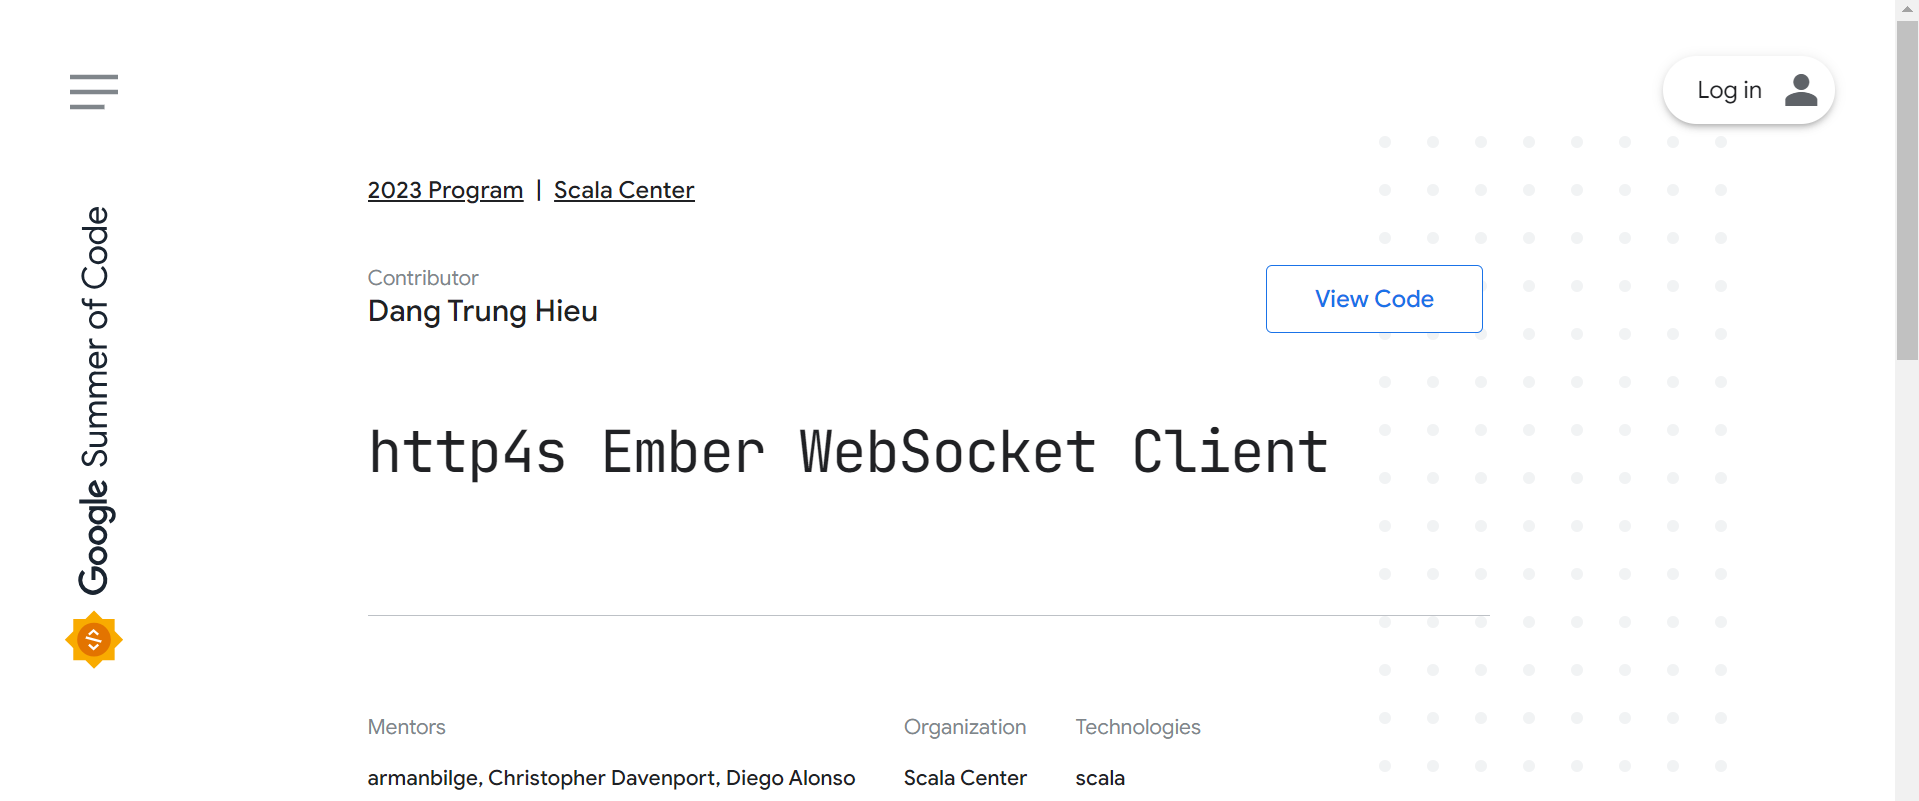 Log in
2023 Program | Scala Center
Google Summer of Code
Contributor
Dang Trung Hieu
View Code
http4s Ember WebSocket Client
Mentors
armanbilge, Christopher Davenport, Diego Alonso
Organization
Scala Center
Technologies
scala